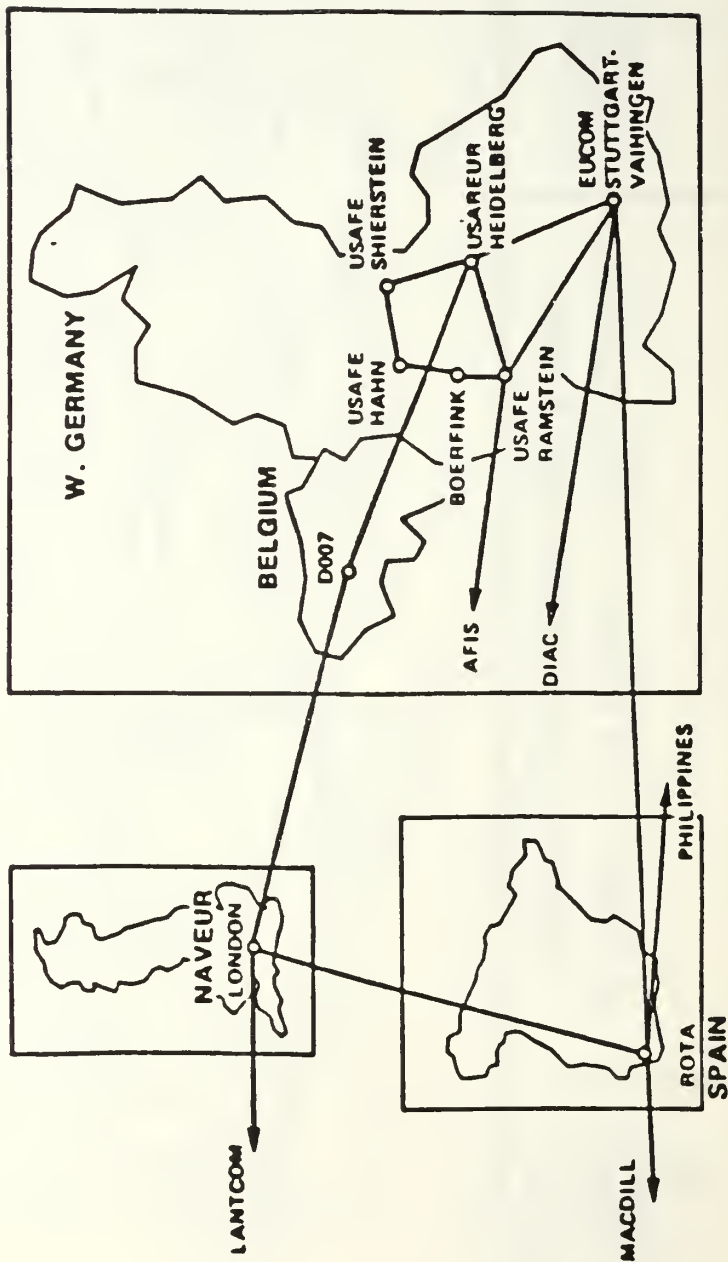 LANTCOM
NAVEUR
LONDON
MACDILL
ROTA
SPAIN
PHILIPPINES
W. GERMANY
BELGIUM
D007
USAFE
SHIERSTEIN
USAFE
HAHN
BOERFINK
USAREUR
HEIDELBERG
USAFE
RAMSTEIN
EUCOM
STUTTGART-
VAIHINGEN
AFIS
DIAC